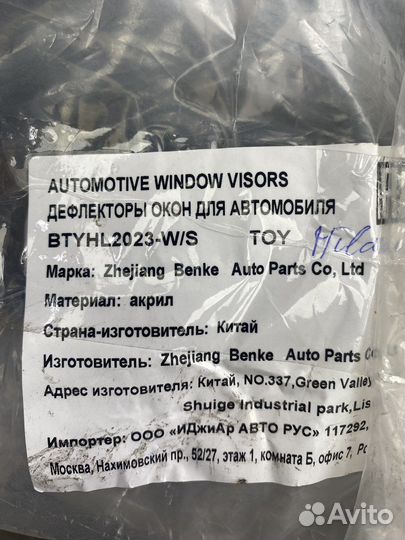 AUTOMOTIVE WINDOW VISORS
ДЕФЛЕКТОРЫ ОКОН ДЛЯ АВТОМОБИЛЯ
BTYHL2023-W/S TOY
Марка: Zhejiang Benke Auto Parts Co, Ltd
Материал: акрил
Страна-изготовитель: Китай
Изготовитель: Zhejiang Benke Auto Parts
Адрес изготовителя: Китай, NO.337,Green Valley
Shuige Industrial park,Lis
Импортер: ООО «ИДжиАр АВТО РУС» 117292,
Москва, Нахимовский пр., 52/27, этаж 1, комната Б, офис 7,
Avito